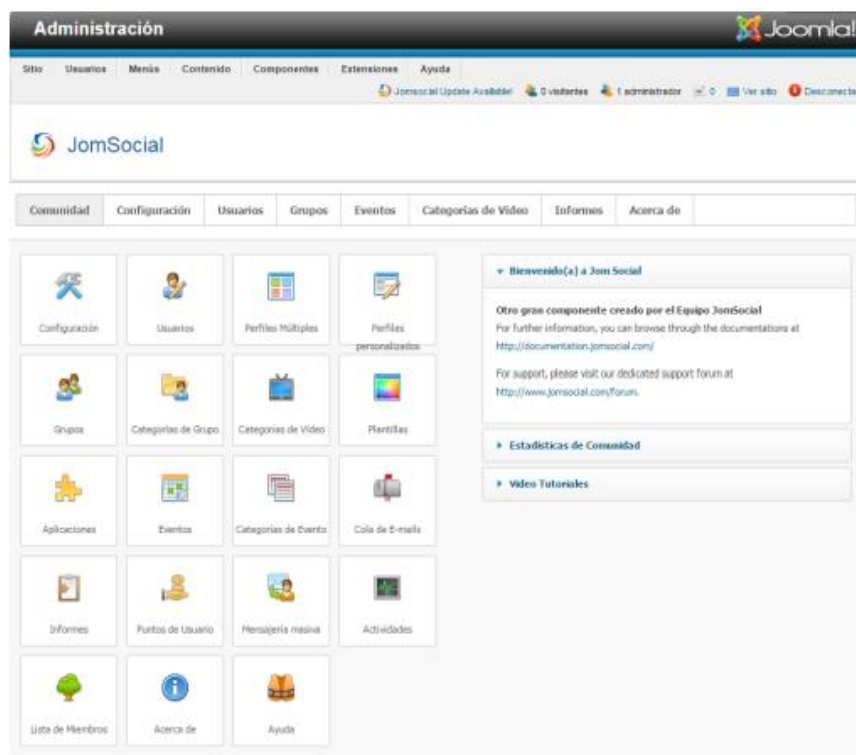 Administración
Joomla!
Sitio Usuarios Menús Contenido Componentes Extensiones Ayuda
Jomsocial Update Available! 0 visitantes 1 administrador 0 Ver sitio Desconecta
JomSocial
Comunidad Configuración Usuarios Grupos Eventos Categorías de Vídeo Informes Acerca de
Configuración
Usuarios
Perfiles Múltiples
Perfiles
personalizados
Grupos
Categorías de Grupo
Categorías de Vídeo
Plantillas
Aplicaciones
Eventos
Categorías de Evento
Cola de E-mails
Informes
Puntos de Usuario
Mensajería masiva
Actividades
Lista de Miembros
Acerca de
Ayuda
Bienvenido(a) a Jom Social
Otro gran componente creado por el Equipo JomSocial
For further information, you can browse through the documentations at
http://documentation.jomsocial.com/
For support, please visit our dedicated support forum at
http://www.jomsocial.com/forum.
Estadísticas de Comunidad
Video Tutoriales